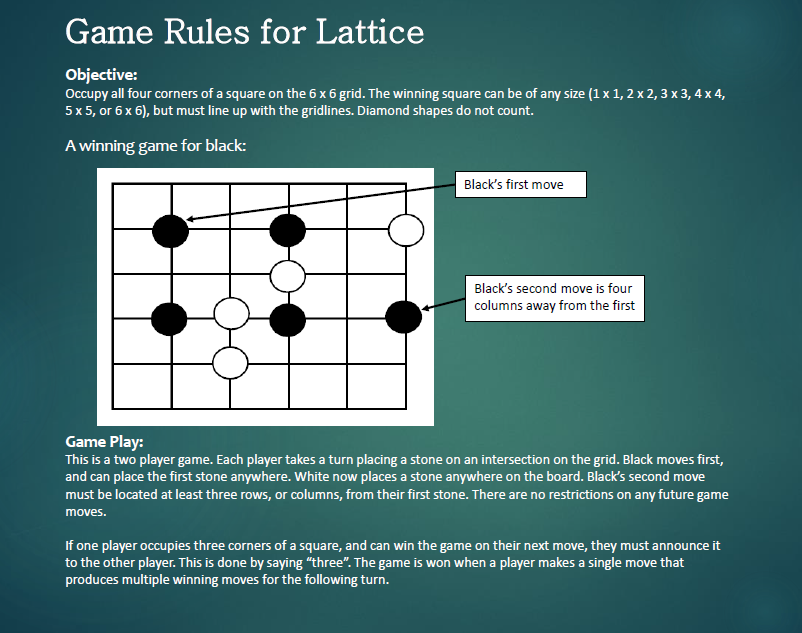 Game Rules for Lattice
Objective:
Occupy all four corners of a square on the 6 x 6 grid. The winning square can be of any size (1 x 1, 2 x 2, 3 x 3, 4 x 4,
5 x 5, or 6 x 6), but must line up with the gridlines. Diamond shapes do not count.
A winning game for black:
Black's first move
Black's second move is four
columns away from the first
Game Play:
This is a two player game. Each player takes a turn placing a stone on an intersection on the grid. Black moves first,
and can place the first stone anywhere. White now places a stone anywhere on the board. Black's second move
must be located at least three rows, or columns, from their first stone. There are no restrictions on any future game
moves.
If one player occupies three corners of a square, and can win the game on their next move, they must announce it
to the other player. This is done by saying “three”. The game is won when a player makes a single move that
produces multiple winning moves for the following turn.